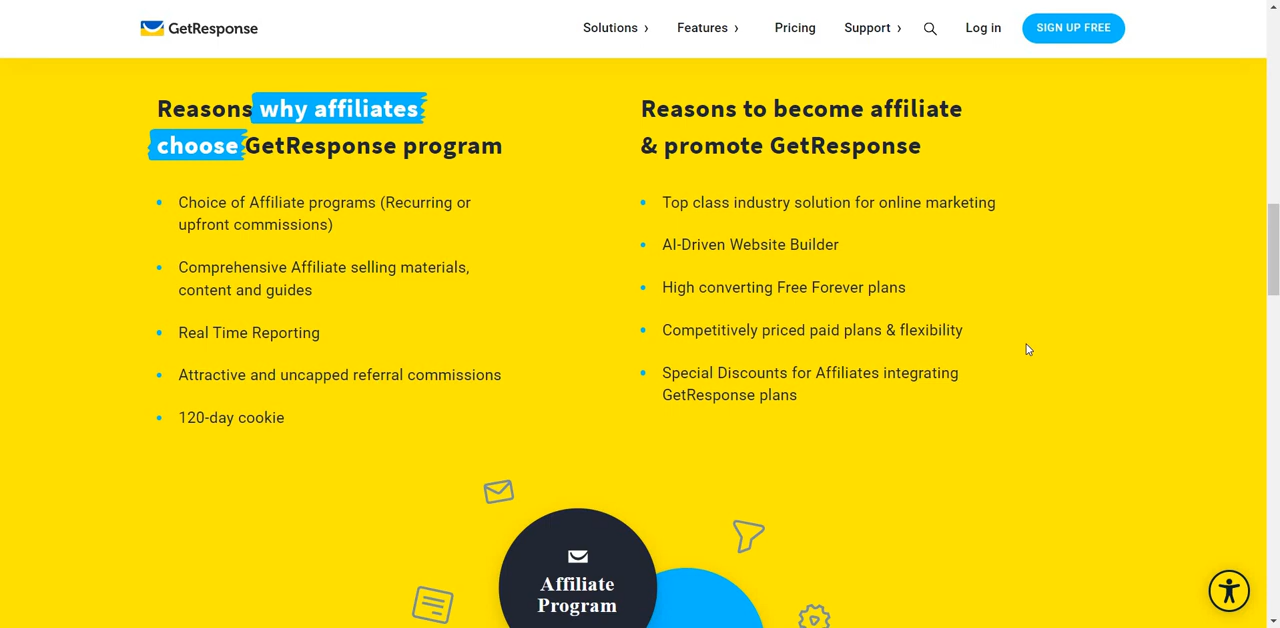 GetResponse
Solutions ›
Features ›
Pricing
Support ›
Log in
SIGN UP FREE
Reasons why affiliates
choose GetResponse program
Choice of Affiliate programs (Recurring or
upfront commissions)
Comprehensive Affiliate selling materials,
content and guides
Real Time Reporting
Attractive and uncapped referral commissions
120-day cookie
Reasons to become affiliate
& promote GetResponse
Top class industry solution for online marketing
AI-Driven Website Builder
High converting Free Forever plans
Competitively priced paid plans & flexibility
Special Discounts for Affiliates integrating
GetResponse plans
Affiliate
Program